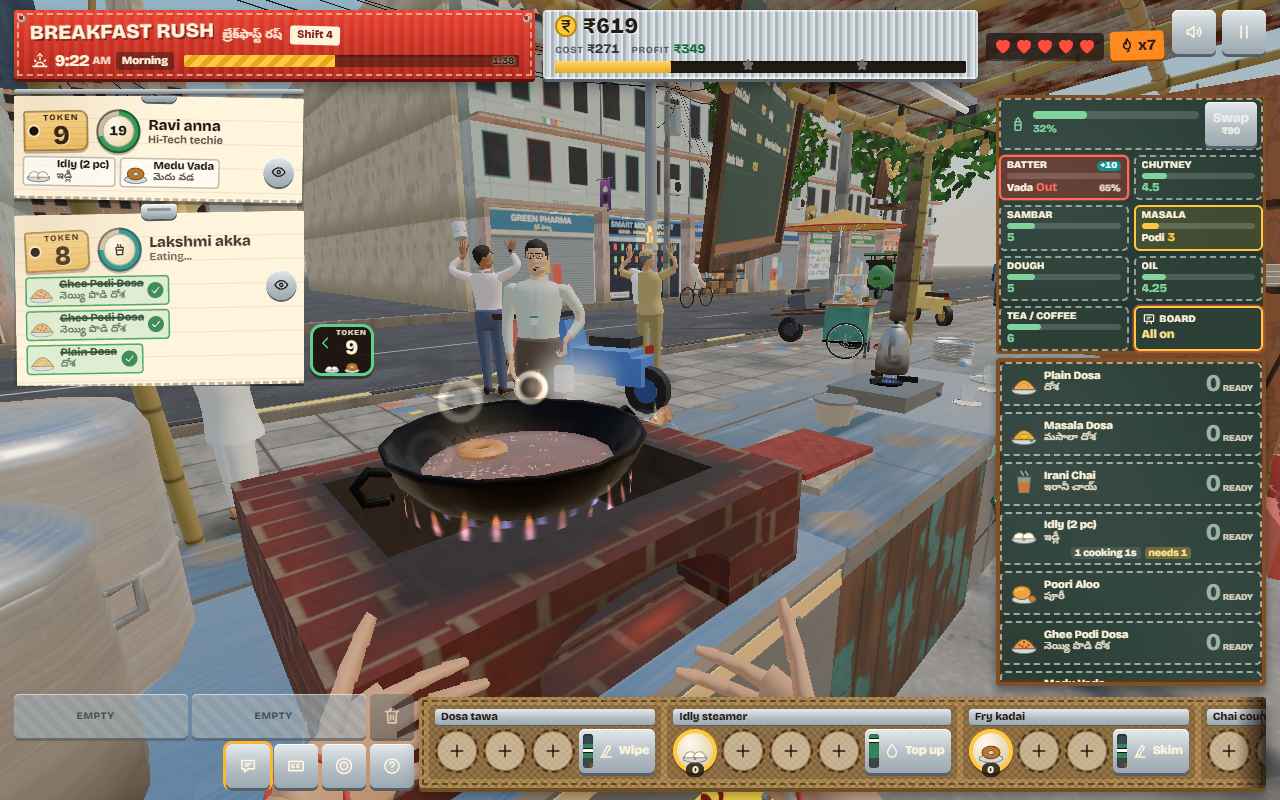 BREAKFAST RUSH బ్రేక్‌ఫాస్ట్ రష్ Shift 4
9:22 AM Morning 1:38
₹ ₹619
COST ₹271 PROFIT ₹349
x7
TOKEN
9
19
Ravi anna
Hi-Tech techie
Idly (2 pc)
ఇడ్లీ
Medu Vada
మెదు వడ
TOKEN
8
Lakshmi akka
Eating...
Ghee Podi Dosa
నెయ్యి పొడి దోశ
Ghee Podi Dosa
నెయ్యి పొడి దోశ
Plain Dosa
దోశ
TOKEN
9
GREEN PHARMA
32%
Swap
₹90
BATTER +10
Vada Out 65%
CHUTNEY
4.5
SAMBAR
5
MASALA
Podi 3
DOUGH
5
OIL
4.25
TEA / COFFEE
6
BOARD
All on
Plain Dosa
దోశ
0 READY
Masala Dosa
మసాలా దోశ
0 READY
Irani Chai
ఇరానీ చాయ్
0 READY
Idly (2 pc)
ఇడ్లీ
0 READY
1 cooking 1s needs 1
Poori Aloo
పూరీ
0 READY
Ghee Podi Dosa
నెయ్యి పొడి దోశ
0 READY
EMPTY
EMPTY
Dosa tawa
Wipe
Idly steamer
0
Top up
Fry kadai
0
Skim